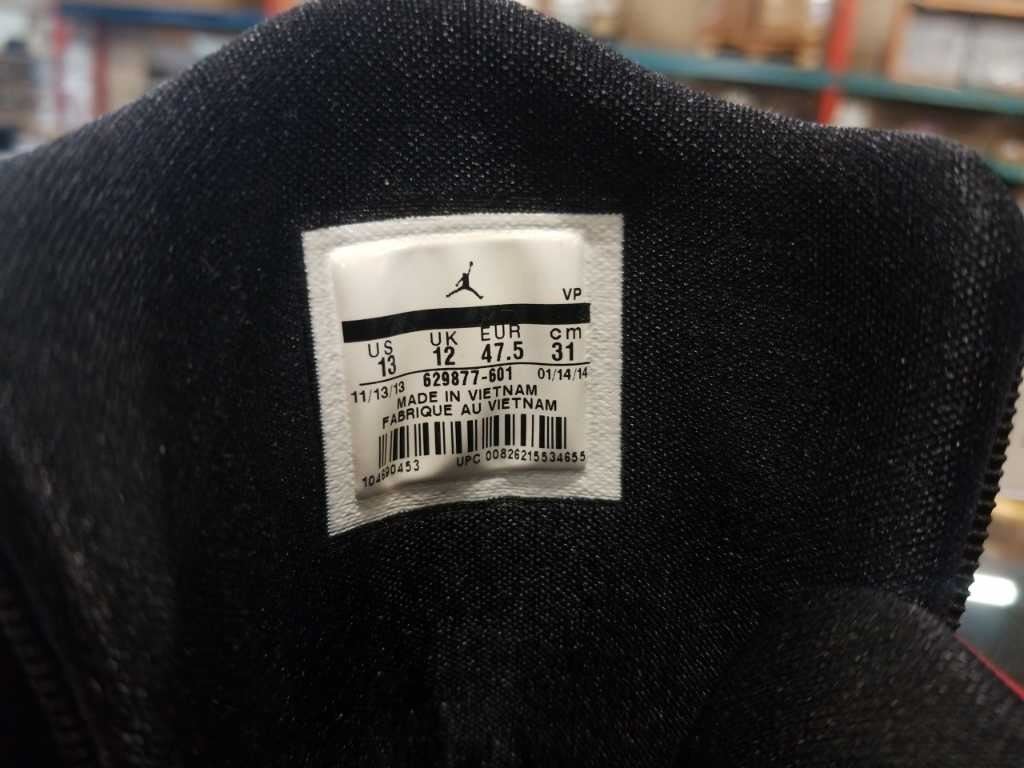 VP
US UK EUR cm
13 12 47.5 31
11/13/13 629877-601 01/14/14
MADE IN VIETNAM
FABRIQUE AU VIETNAM
104690453 UPC 00826215534655